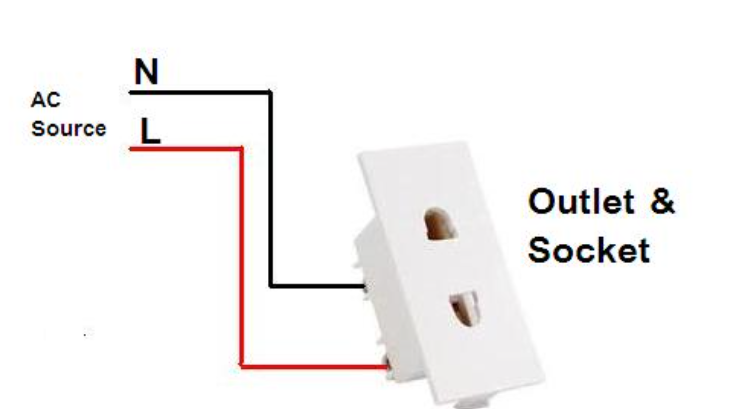 N
AC
Source
L
Outlet &
Socket